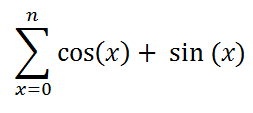 n
∑ cos(x) + sin (x)
x=0